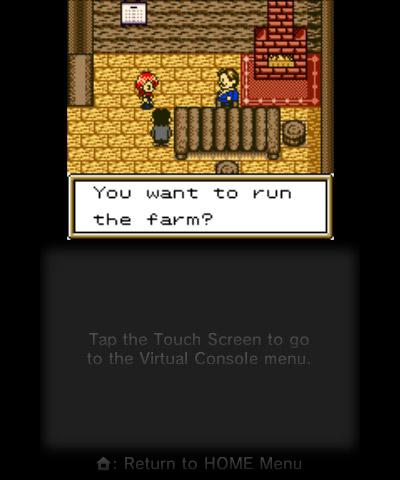 You want to run
the farm?
Tap the Touch Screen to go
to the Virtual Console menu.
: Return to HOME Menu